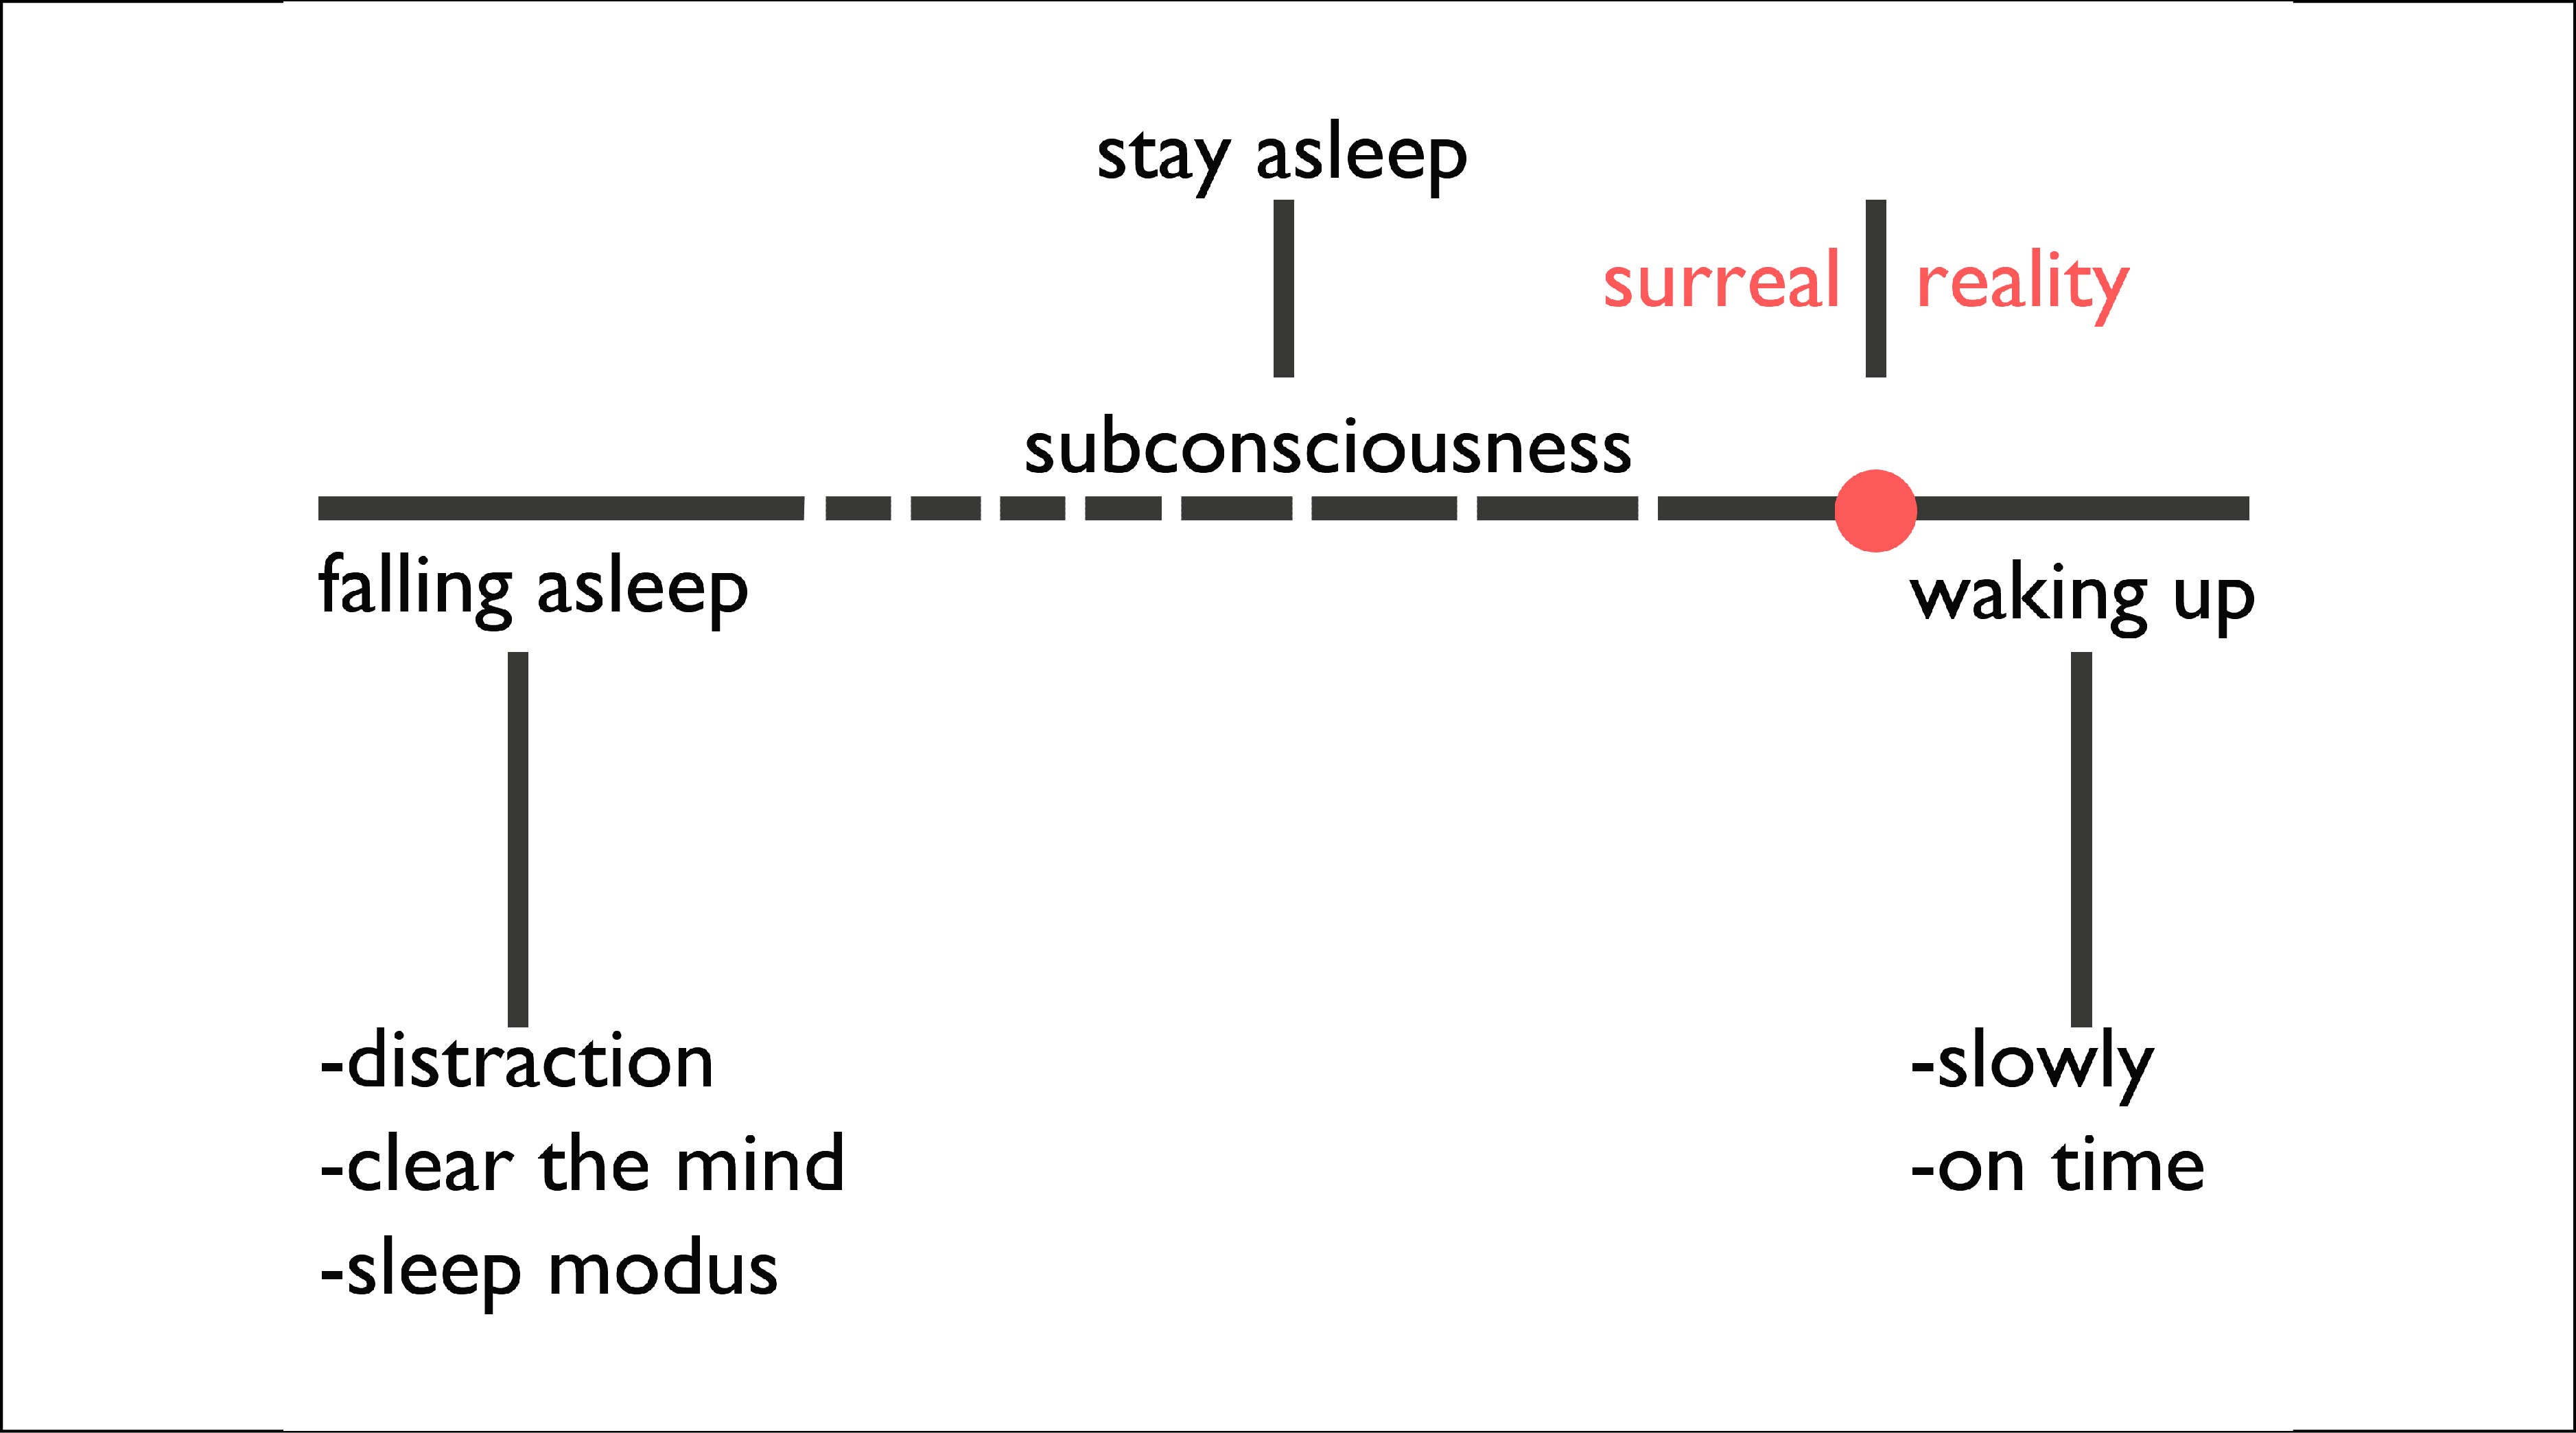 stay asleep
surreal reality
subconsciousness
falling asleep
waking up
-distraction
-clear the mind
-sleep modus
-slowly
-on time